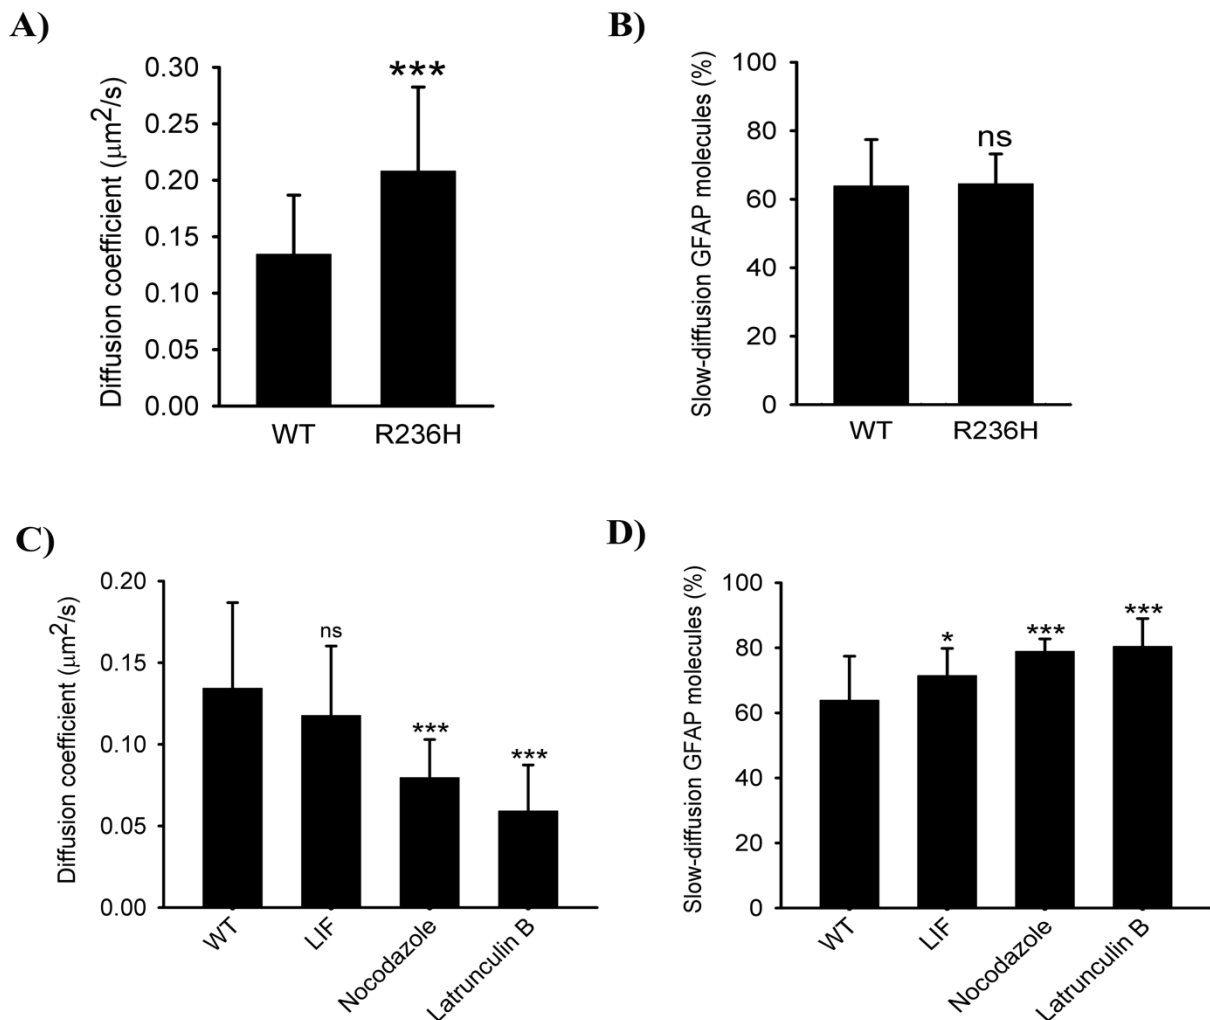 A)
Diffusion coefficient (µm²/s)
0.30
0.25
0.20
0.15
0.10
0.05
0.00
***
WT
R236H
B)
Slow-diffusion GFAP molecules (%)
100
80
60
40
20
0
ns
WT
R236H
C)
Diffusion coefficient (µm²/s)
0.20
0.15
0.10
0.05
0.00
ns
***
***
WT
LIF
Nocodazole
Latrunculin B
D)
Slow-diffusion GFAP molecules (%)
100
80
60
40
20
0
*
***
***
WT
LIF
Nocodazole
Latrunculin B